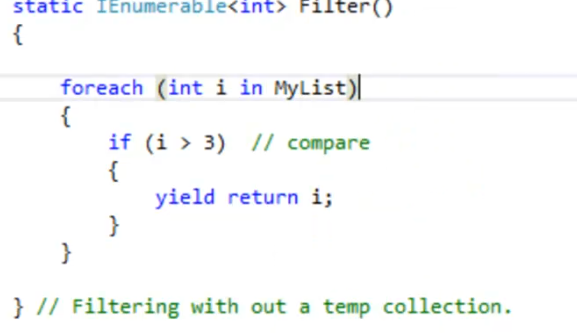 static IEnumerable<int> Filter()
{
foreach (int i in MyList)
{
if (i > 3) // compare
{
yield return i;
}
}
} // Filtering with out a temp collection.